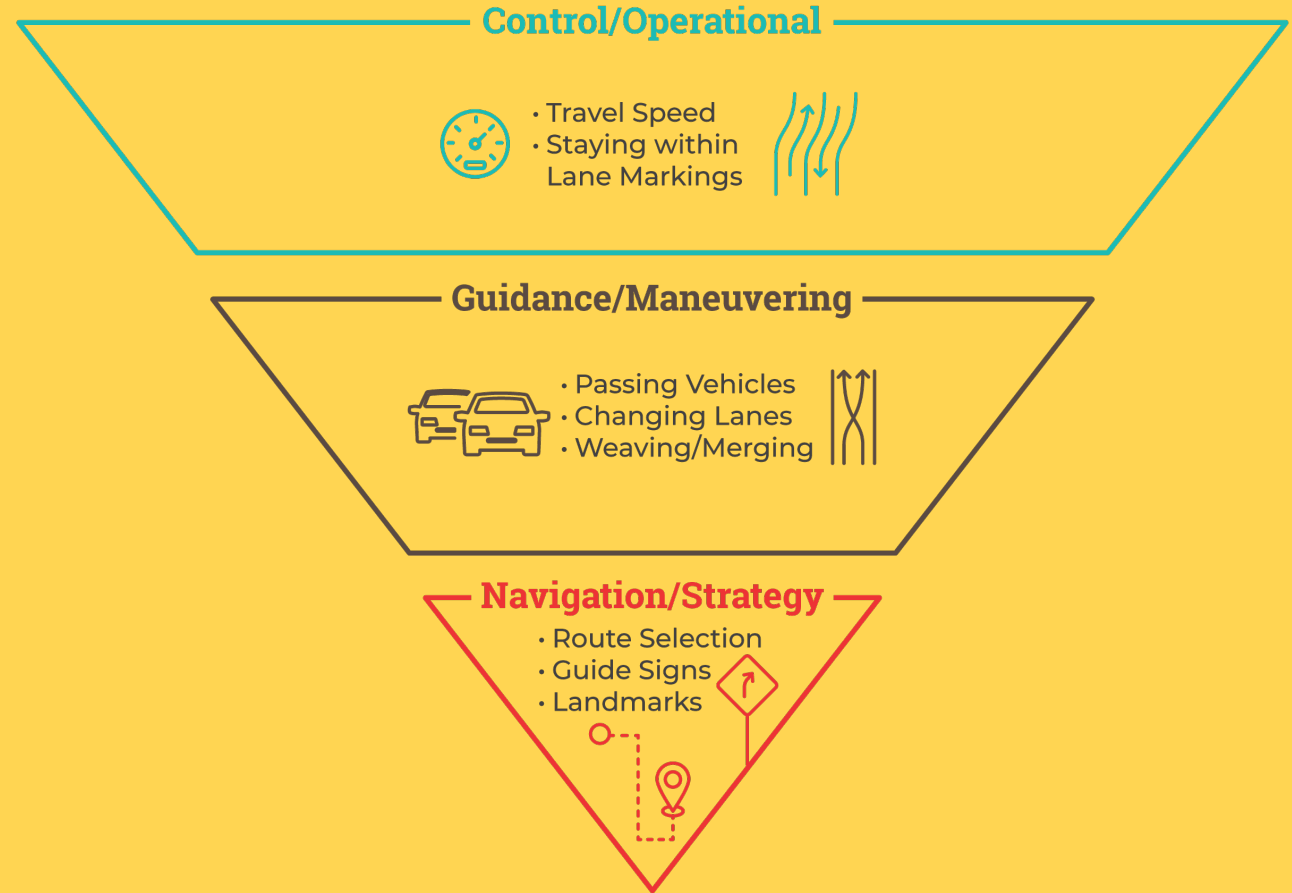 Control/Operational
• Travel Speed
• Staying within
Lane Markings
Guidance/Maneuvering
• Passing Vehicles
• Changing Lanes
• Weaving/Merging
Navigation/Strategy
• Route Selection
• Guide Signs
• Landmarks